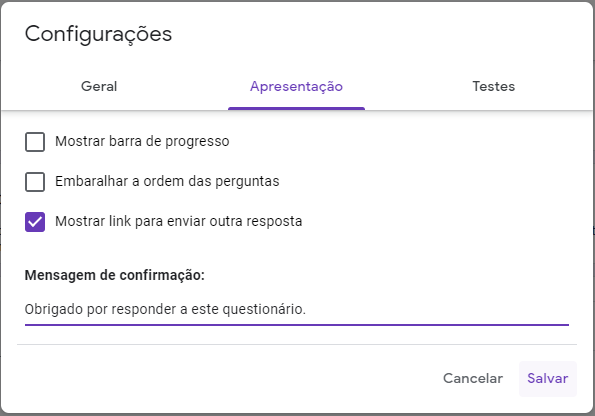 Configurações
Geral Apresentação Testes
Mostrar barra de progresso
Embaralhar a ordem das perguntas
Mostrar link para enviar outra resposta
Mensagem de confirmação:
Obrigado por responder a este questionário.
Cancelar Salvar